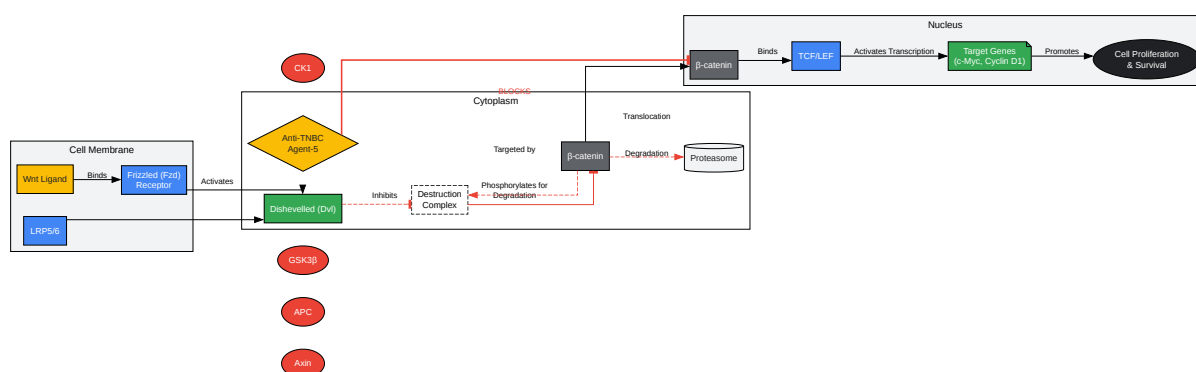 Nucleus
β-catenin
Binds
TCF/LEF
Activates Transcription
Target Genes
(c-Myc, Cyclin D1)
Promotes
Cell Proliferation
& Survival
CK1
BLOCKS
Cytoplasm
Translocation
Anti-TNBC
Agent-5
Targeted by
β-catenin
Degradation
Proteasome
Cell Membrane
Wnt Ligand
Binds
Frizzled (Fzd)
Receptor
Activates
LRP5/6
Dishevelled (Dvl)
Inhibits
Destruction
Complex
Phosphorylates for
Degradation
GSK3β
APC
Axin